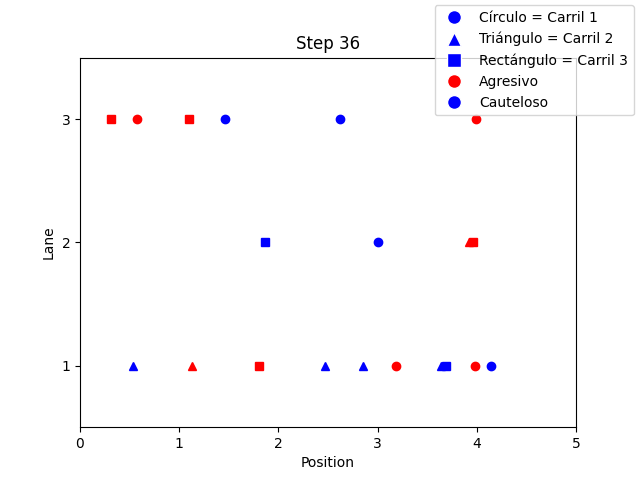 Step 36
Círculo = Carril 1
Triángulo = Carril 2
Rectángulo = Carril 3
Agresivo
Cauteloso
3
2
1
Lane
0 1 2 3 4 5
Position